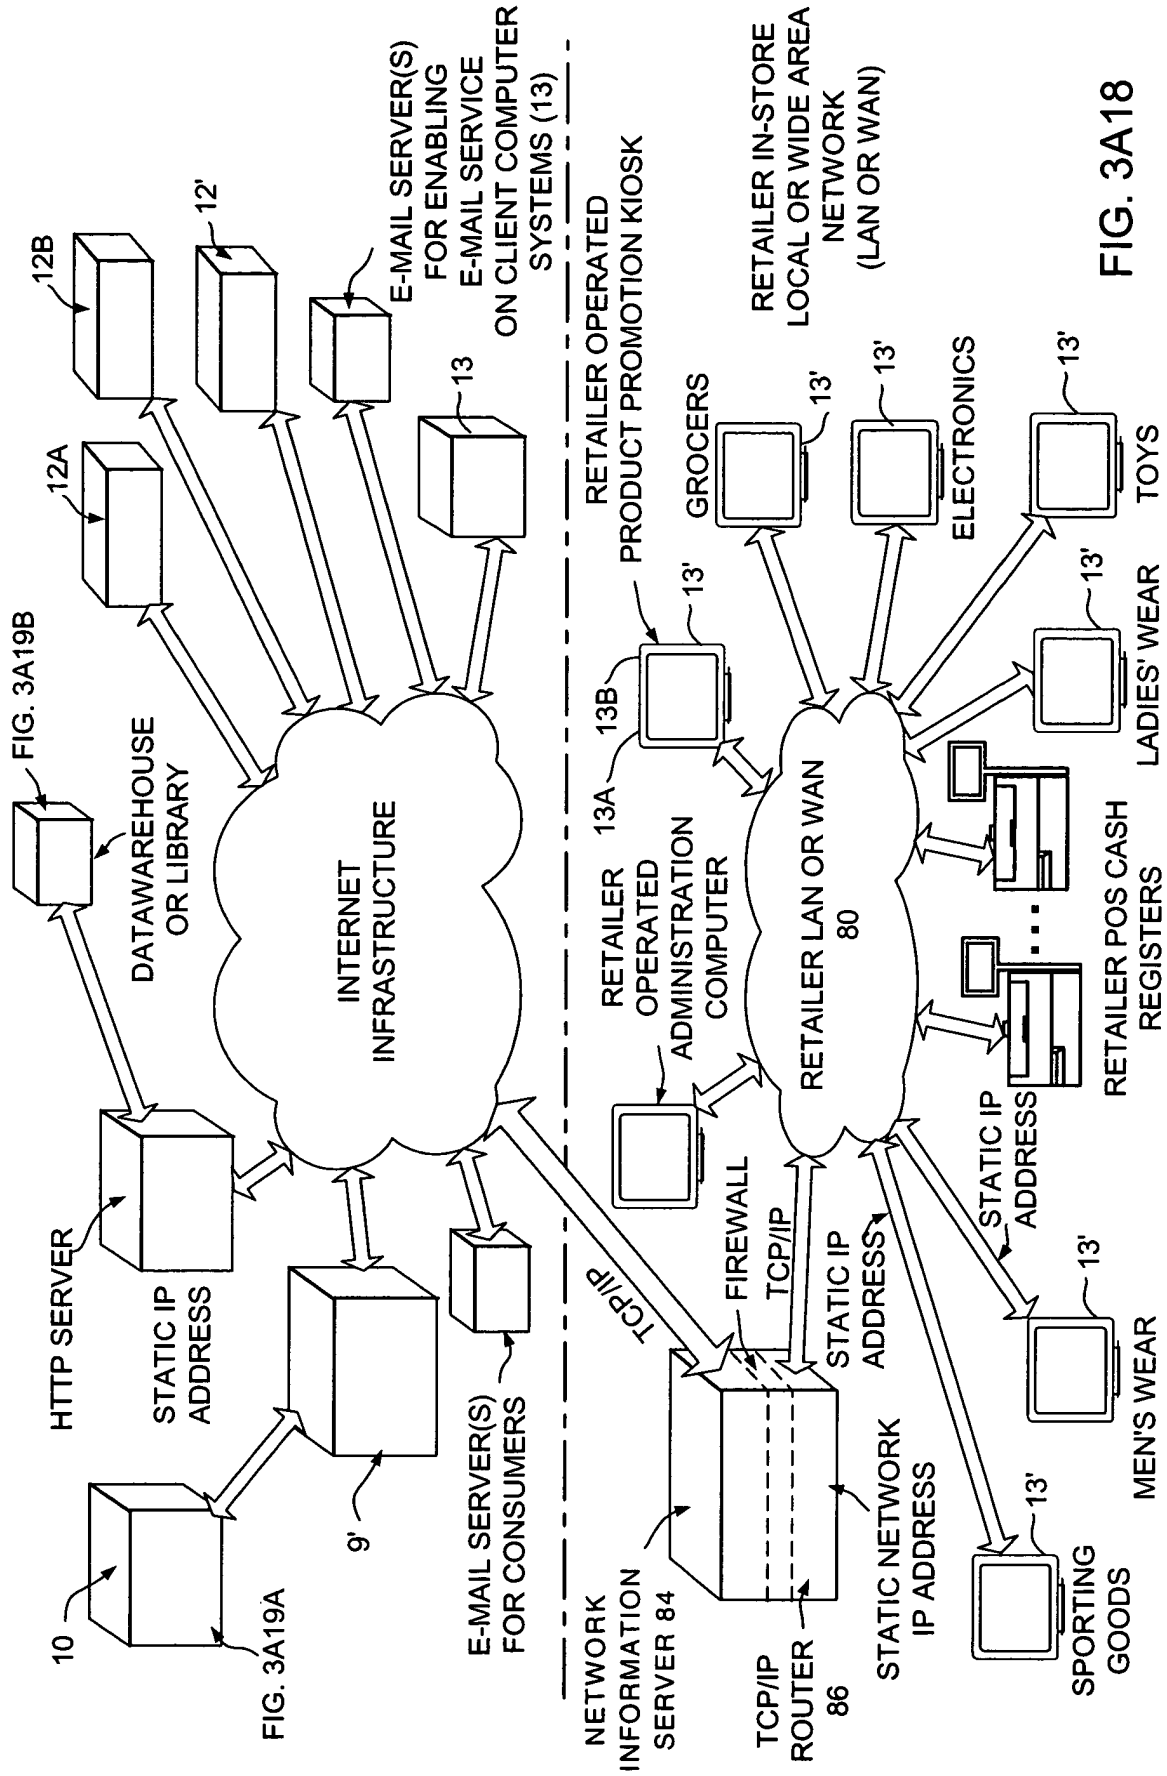 FIG. 3A19B
DATAWAREHOUSE
OR LIBRARY
HTTP SERVER
STATIC IP
ADDRESS
10
FIG. 3A19A
9'
E-MAIL SERVER(S)
FOR CONSUMERS
INTERNET
INFRASTRUCTURE
12A
12B
12'
E-MAIL SERVER(S)
FOR ENABLING
E-MAIL SERVICE
ON CLIENT COMPUTER
SYSTEMS (13)
13
TCP/IP
NETWORK
INFORMATION
SERVER 84
TCP/IP
ROUTER
86
FIREWALL
TCP/IP
STATIC IP
ADDRESS
STATIC NETWORK
IP ADDRESS
RETAILER
OPERATED
ADMINISTRATION
COMPUTER
13A
13B
13'
RETAILER OPERATED
PRODUCT PROMOTION KIOSK
RETAILER IN-STORE
LOCAL OR WIDE AREA
NETWORK
(LAN OR WAN)
RETAILER LAN OR WAN
80
GROCERS
13'
13'
ELECTRONICS
13'
TOYS
13'
LADIES' WEAR
RETAILER POS CASH
REGISTERS
STATIC IP
ADDRESS
13'
MEN'S WEAR
13'
SPORTING
GOODS
FIG. 3A18